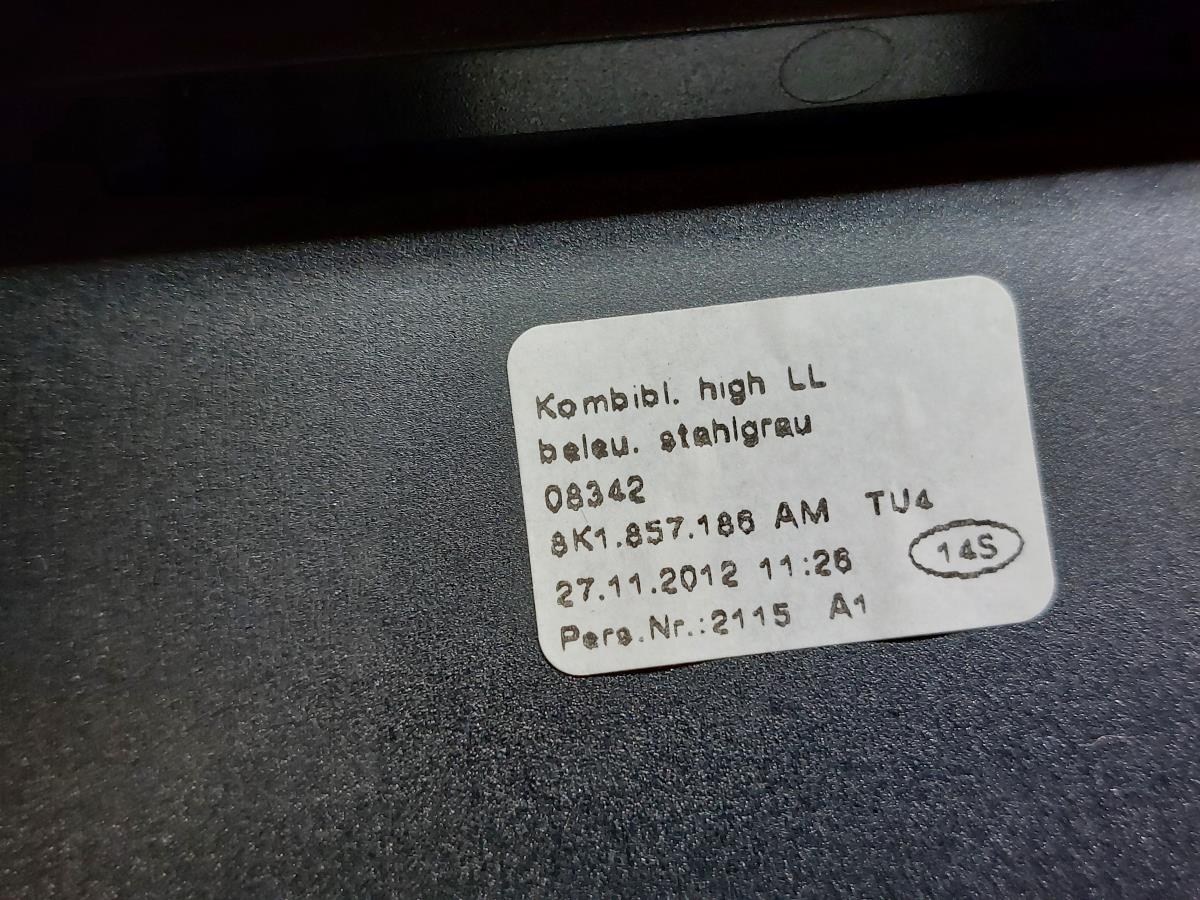 Kombibl. high LL
beleu. stahlgrau
08342
8K1.857.186 AM TU4
27.11.2012 11:26 14S
Pers.Nr.:2115 A1